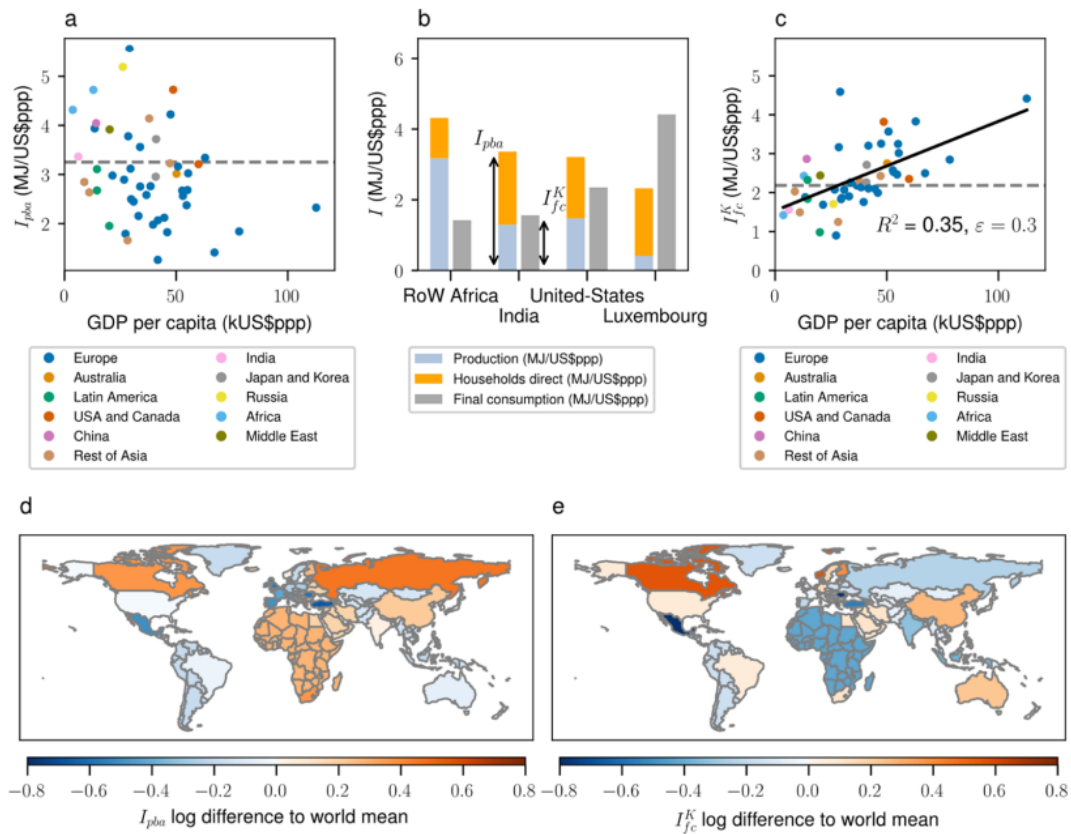 a
I_pba (MJ/US$ppp)
5
4
3
2
0
50
100
GDP per capita (kUS$ppp)
Europe
Australia
Latin America
USA and Canada
China
Rest of Asia
India
Japan and Korea
Russia
Africa
Middle East
b
I (MJ/US$ppp)
6
4
2
0
I_pba
I_fc^K
RoW Africa
India
United-States
Luxembourg
Production (MJ/US$ppp)
Households direct (MJ/US$ppp)
Final consumption (MJ/US$ppp)
c
I_fc^K (MJ/US$ppp)
5
4
3
2
1
0
R² = 0.35, ε = 0.3
0
50
100
GDP per capita (kUS$ppp)
Europe
Australia
Latin America
USA and Canada
China
Rest of Asia
India
Japan and Korea
Russia
Africa
Middle East
d
−0.8 −0.6 −0.4 −0.2 0.0 0.2 0.4 0.6 0.8
I_pba log difference to world mean
e
−0.8 −0.6 −0.4 −0.2 0.0 0.2 0.4 0.6 0.8
I_fc^K log difference to world mean